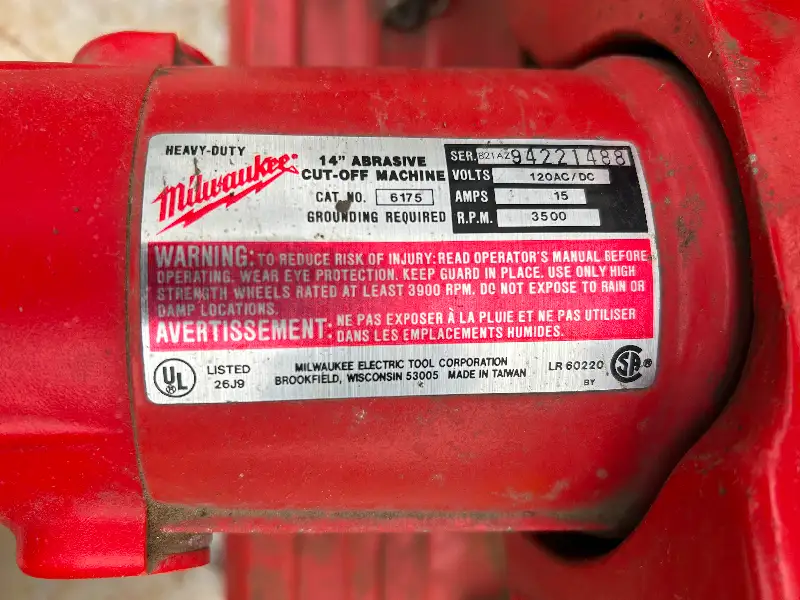 HEAVY-DUTY
Milwaukee
14" ABRASIVE
CUT-OFF MACHINE
CAT. NO. 6175
GROUNDING REQUIRED
SER. B21AZ 94221488
VOLTS 120AC/DC
AMPS 15
R.P.M. 3500
WARNING: TO REDUCE RISK OF INJURY: READ OPERATOR'S MANUAL BEFORE
OPERATING. WEAR EYE PROTECTION. KEEP GUARD IN PLACE. USE ONLY HIGH
STRENGTH WHEELS RATED AT LEAST 3900 RPM. DO NOT EXPOSE TO RAIN OR
DAMP LOCATIONS.
AVERTISSEMENT: NE PAS EXPOSER À LA PLUIE ET NE PAS UTILISER
DANS LES EMPLACEMENTS HUMIDES.
UL
LISTED
26J9
MILWAUKEE ELECTRIC TOOL CORPORATION
BROOKFIELD, WISCONSIN 53005 MADE IN TAIWAN
LR 60220
BY
SA ®